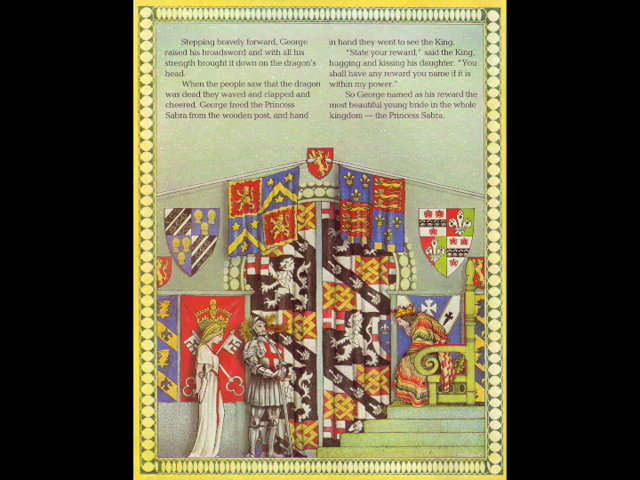 Stepping bravely forward, George
raised his broadsword and with all his
strength brought it down on the dragon's
head.
When the people saw that the dragon
was dead they waved and clapped and
cheered. George freed the Princess
Sabra from the wooden post, and hand
in hand they went to see the King.
"State your reward," said the King,
hugging and kissing his daughter. "You
shall have any reward you name if it is
within my power."
So George named as his reward the
most beautiful young bride in the whole
kingdom — the Princess Sabra.